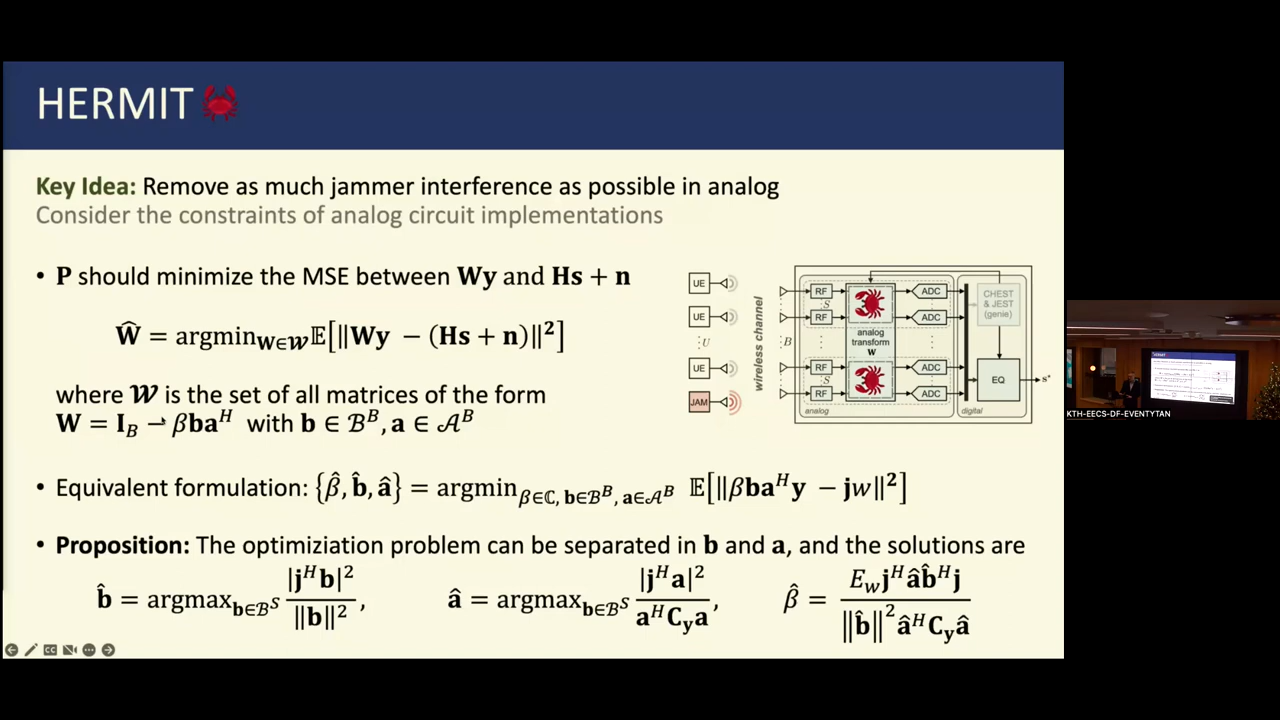 HERMIT
Key Idea: Remove as much jammer interference as possible in analog
Consider the constraints of analog circuit implementations
• P should minimize the MSE between Wy and Hs + n
Ŵ = argmin_{W∈𝓦} 𝔼[‖Wy − (Hs + n)‖²]
where 𝓦 is the set of all matrices of the form
W = I_B ⇀ βba^H with b ∈ ℬ^B, a ∈ 𝒜^B
• Equivalent formulation: {β̂, b̂, â} = argmin_{β∈ℂ, b∈ℬ^B, a∈𝒜^B} 𝔼[‖βba^H y − jw‖²]
• Proposition: The optimiziation problem can be separated in b and a, and the solutions are
b̂ = argmax_{b∈ℬ^S} |j^H b|² / ‖b‖², â = argmax_{b∈ℬ^S} |j^H a|² / a^H C_y a, β̂ = E_w j^H â b̂^H j / ‖b̂‖² â^H C_y â
UE
UE
U
UE
JAM
wireless channel
B
RF
S
RF
RF
S
RF
analog
transform
W
ADC
ADC
ADC
ADC
analog
CHEST
& JEST
(genie)
EQ
digital
s*
CC
HERMIT
KTH-EECS-DF-EVENTYTAN